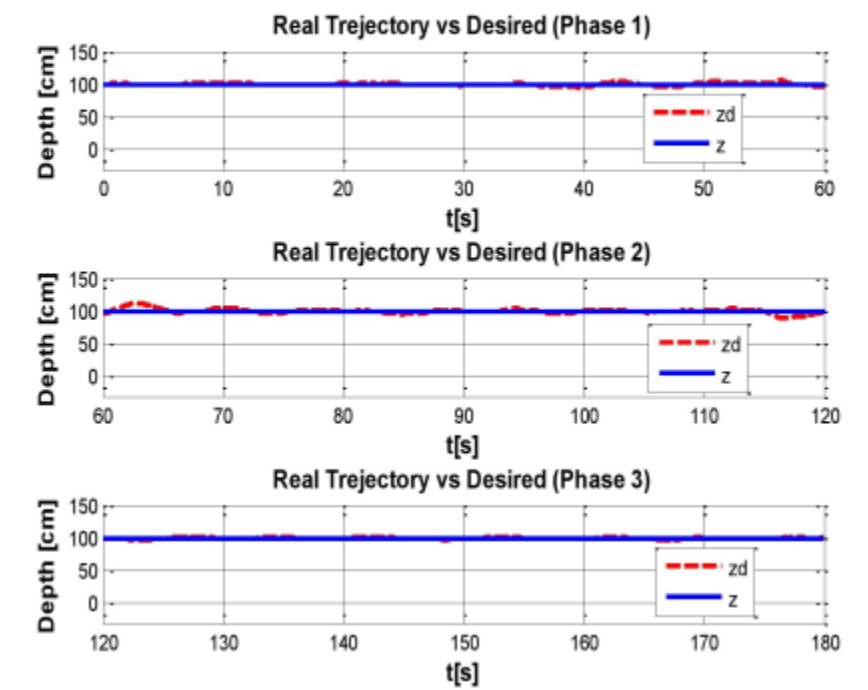 Real Trejectory vs Desired (Phase 1)
Depth [cm]
150
100
50
0
zd
z
0 10 20 30 40 50 60
t[s]
Real Trejectory vs Desired (Phase 2)
Depth [cm]
150
100
50
0
zd
z
60 70 80 90 100 110 120
t[s]
Real Trejectory vs Desired (Phase 3)
Depth [cm]
150
100
50
0
zd
z
120 130 140 150 160 170 180
t[s]